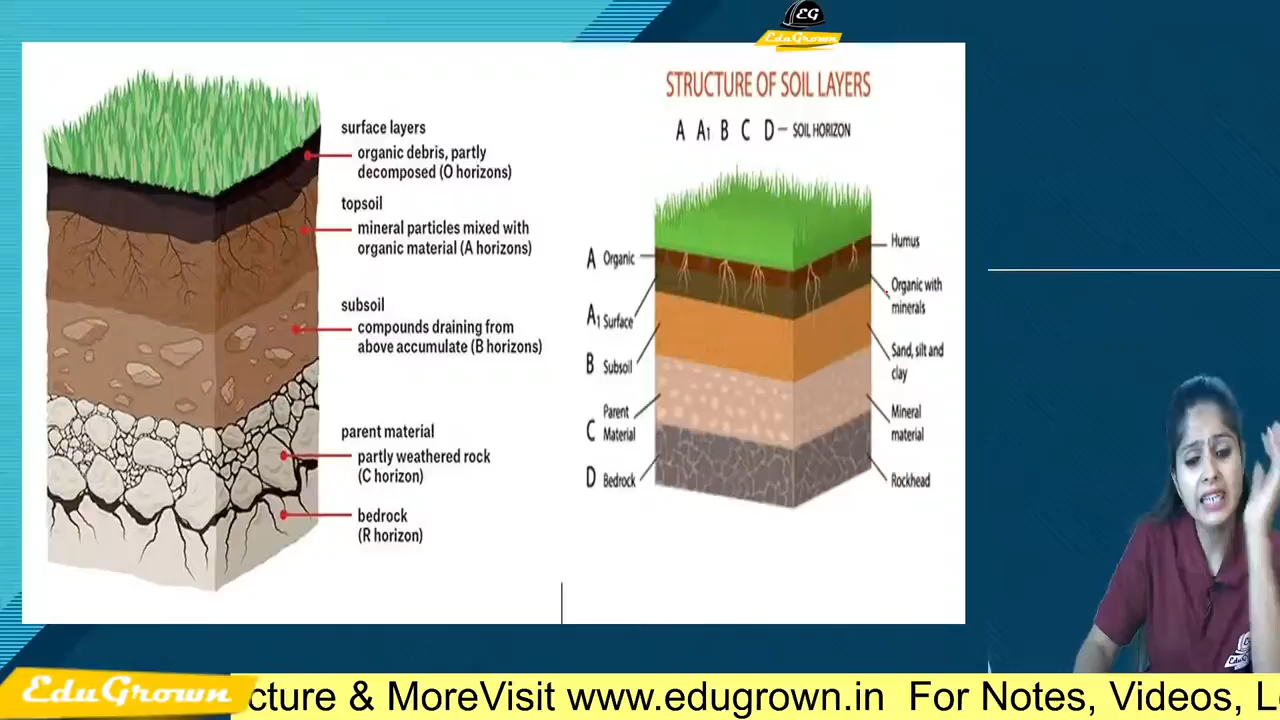 EG
EduGrown
surface layers
organic debris, partly
decomposed (O horizons)
topsoil
mineral particles mixed with
organic material (A horizons)
subsoil
compounds draining from
above accumulate (B horizons)
parent material
partly weathered rock
(C horizon)
bedrock
(R horizon)
STRUCTURE OF SOIL LAYERS
A A1 B C D – SOIL HORIZON
A Organic
A1 Surface
B Subsoil
C Parent
Material
D Bedrock
Humus
Organic with
minerals
Sand, silt and
clay
Mineral
material
Rockhead
EG
EduGrown
cture & MoreVisit www.edugrown.in For Notes, Videos, L